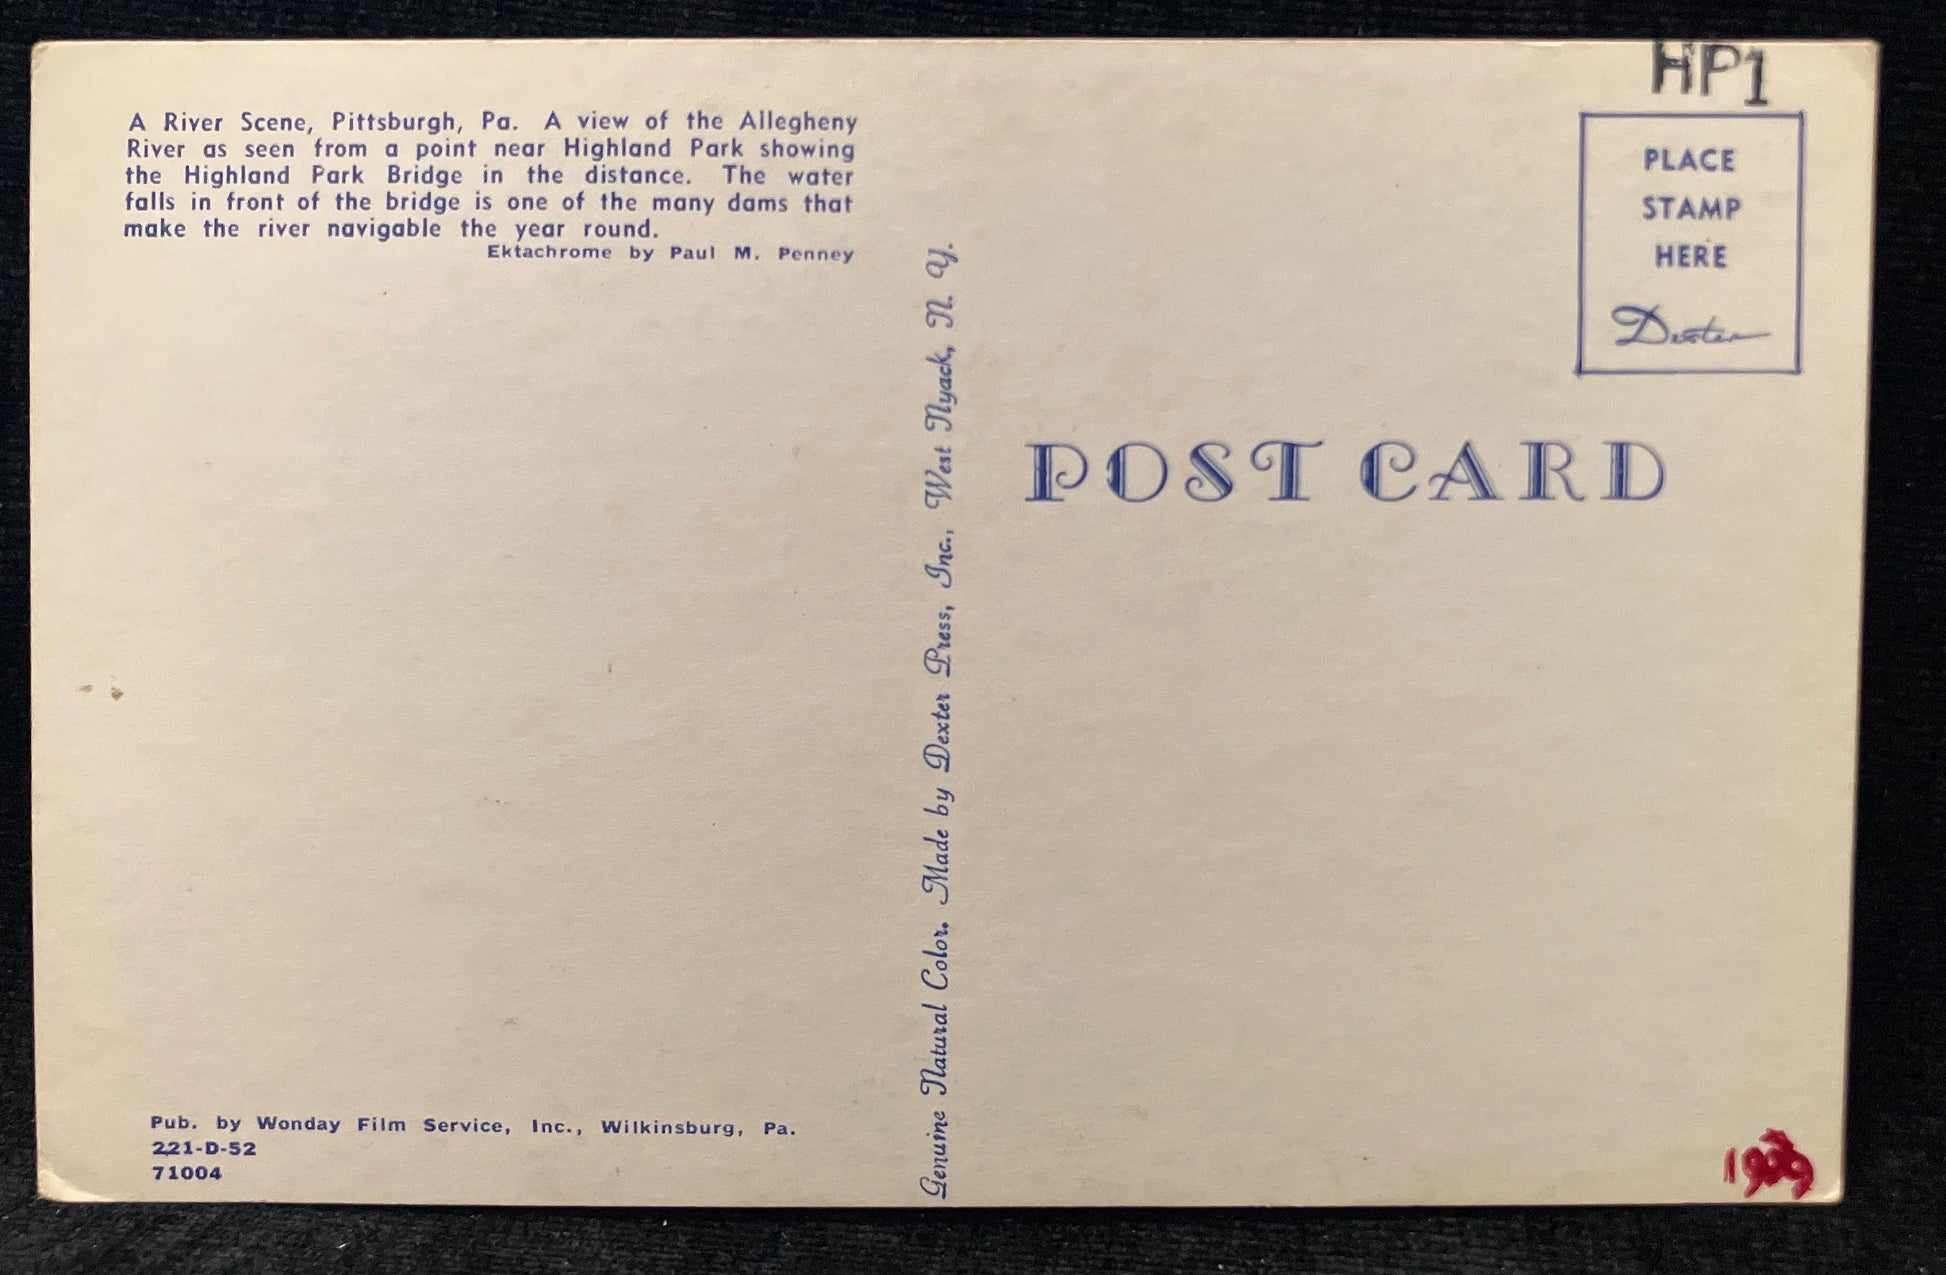 HP1
A River Scene, Pittsburgh, Pa. A view of the Allegheny
River as seen from a point near Highland Park showing
the Highland Park Bridge in the distance. The water
falls in front of the bridge is one of the many dams that
make the river navigable the year round.
Ektachrome by Paul M. Penney
Pub. by Wonday Film Service, Inc., Wilkinsburg, Pa.
221-D-52
71004
Genuine Natural Color. Made by Dexter Press, Inc., West Nyack, N. Y.
PLACE
STAMP
HERE
Dexter
POST CARD